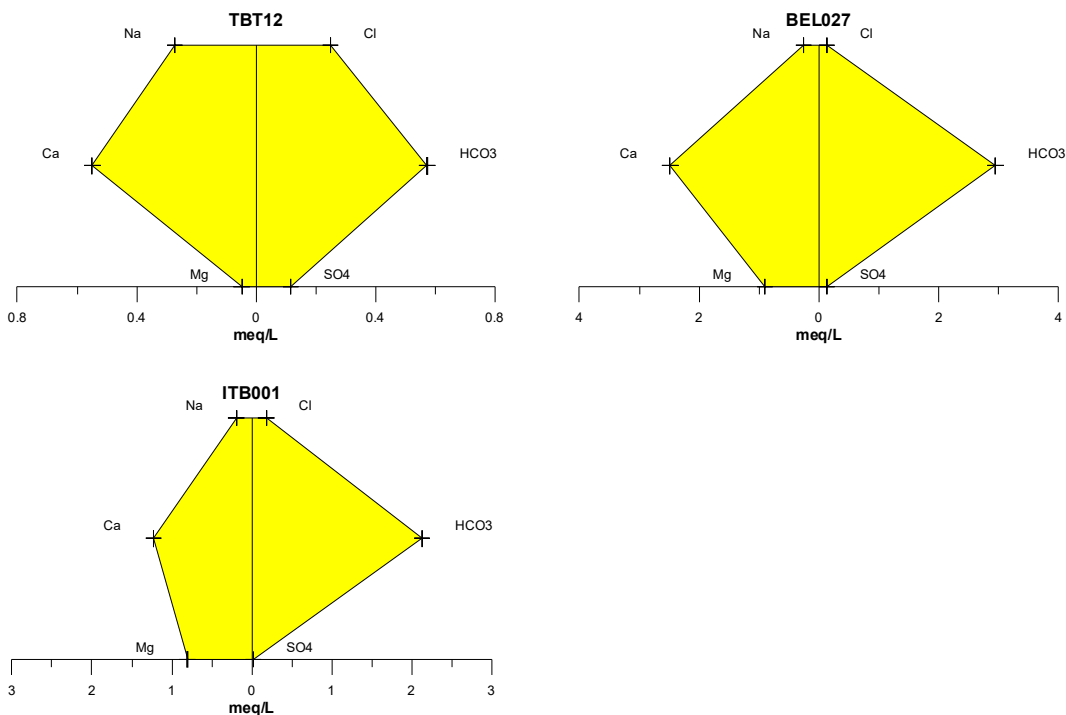 TBT12
Na Cl
Ca HCO3
Mg SO4
0.8 0.4 0 0.4 0.8
meq/L
BEL027
Na Cl
Ca HCO3
Mg SO4
4 2 0 2 4
meq/L
ITB001
Na Cl
Ca HCO3
Mg SO4
3 2 1 0 1 2 3
meq/L